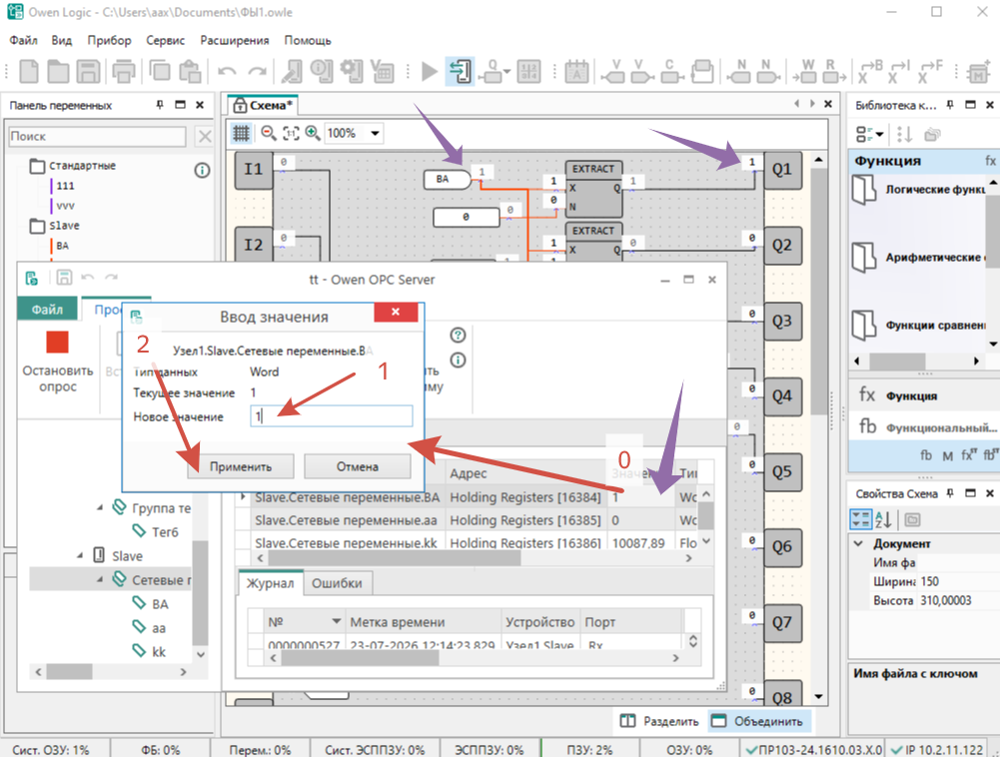 Owen Logic - C:\Users\aax\Documents\ФЫ1.owle
Файл Вид Прибор Сервис Расширения Помощь
Панель переменных
Поиск
Стандартные
111
vvv
Slave
BA
Схема*
100%
I1 0
BA 1
1 X EXTRACT Q 1
0 0 0 N
1 Q1
I2 0
1 X EXTRACT Q 0
0 Q2
Q3
0 Q4
0
0 Q5
0 Q6
0 Q7
0 Q8
Библиотека к...
Функция fx
Логические функц
Арифметические
Функции сравнен
fx Функция
fb Функциональный...
fb M fx fb
Свойства Схема
Документ
Имя фа
Ширина 150
Высота 310,00003
Имя файла с ключом
tt - Owen OPC Server
Файл
Остановить
опрос
Ввод значения
Узел1.Slave.Сетевые переменные.BA
Тип данных Word
Текущее значение 1
Новое значение 1
Применить Отмена
2
1
0
Адрес
Slave.Сетевые переменные.BA Holding Registers [16384] 1
Slave.Сетевые переменные.aa Holding Registers [16385] 0
Slave.Сетевые переменные.kk Holding Registers [16386] 10087,89 Flo
Группа те
Тег6
Slave
Сетевые п
BA
aa
kk
Журнал Ошибки
№ Метка времени Устройство Порт
0000000527 23-07-2026 12:14:23.829 Узел1.Slave Rx
Разделить Объединить
Сист. ОЗУ: 1% ФБ: 0% Перем.: 0% Сист. ЭСППЗУ: 0% ЭСППЗУ: 0% ПЗУ: 2% ОЗУ: 0% ПР103-24.1610.03.X.0 IP 10.2.11.122